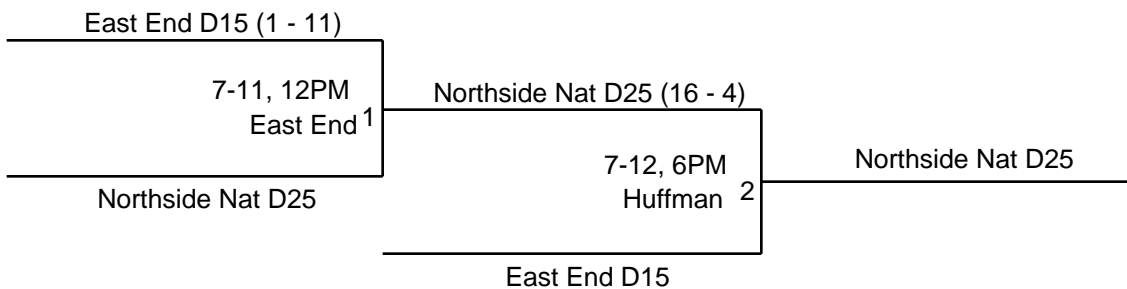 East End D15 (1 - 11)
7-11, 12PM
East End 1
Northside Nat D25
Northside Nat D25 (16 - 4)
7-12, 6PM
Huffman 2
East End D15
Northside Nat D25